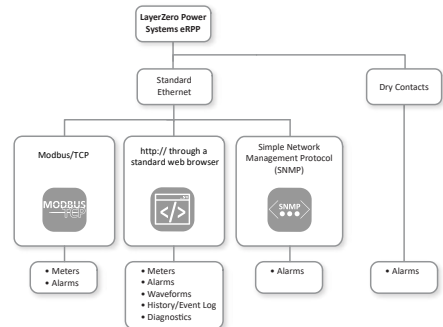 LayerZero Power
Systems eRPP
Standard
Ethernet
Dry Contacts
Modbus/TCP
MODBUS
TCP
http:// through a
standard web browser
</>
Simple Network
Management Protocol
(SNMP)
SNMP
• Meters
• Alarms
• Meters
• Alarms
• Waveforms
• History/Event Log
• Diagnostics
• Alarms
• Alarms